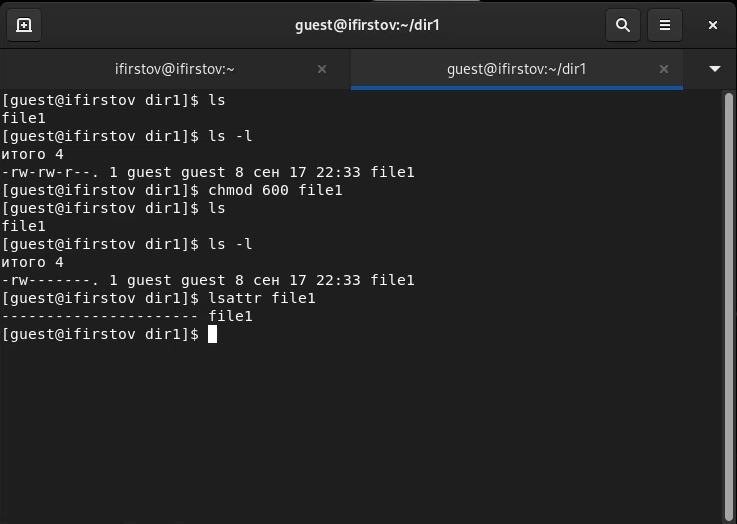 guest@ifirstov:~/dir1
ifirstov@ifirstov:~
guest@ifirstov:~/dir1
[guest@ifirstov dir1]$ ls
file1
[guest@ifirstov dir1]$ ls -l
итого 4
-rw-rw-r--. 1 guest guest 8 сен 17 22:33 file1
[guest@ifirstov dir1]$ chmod 600 file1
[guest@ifirstov dir1]$ ls
file1
[guest@ifirstov dir1]$ ls -l
итого 4
-rw-------. 1 guest guest 8 сен 17 22:33 file1
[guest@ifirstov dir1]$ lsattr file1
---------------------- file1
[guest@ifirstov dir1]$